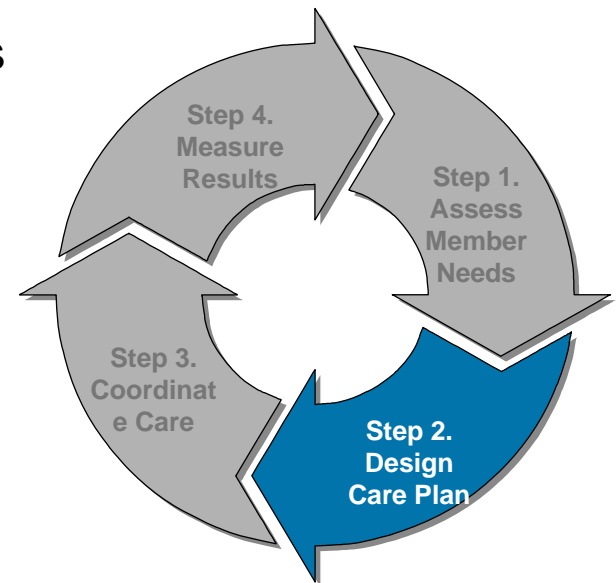 s
Step 4.
Measure
Results
Step 1.
Assess
Member
Needs
Step 3.
Coordinat
e Care
Step 2.
Design
Care Plan